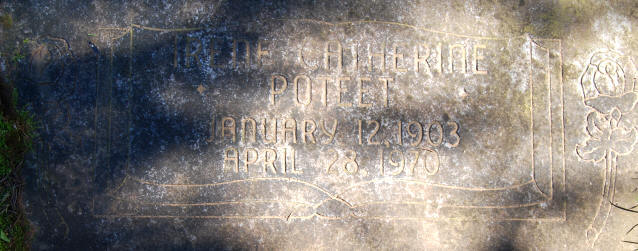 IRENE CATHERINE
POTEET
JANUARY 12, 1903
APRIL 28, 1970